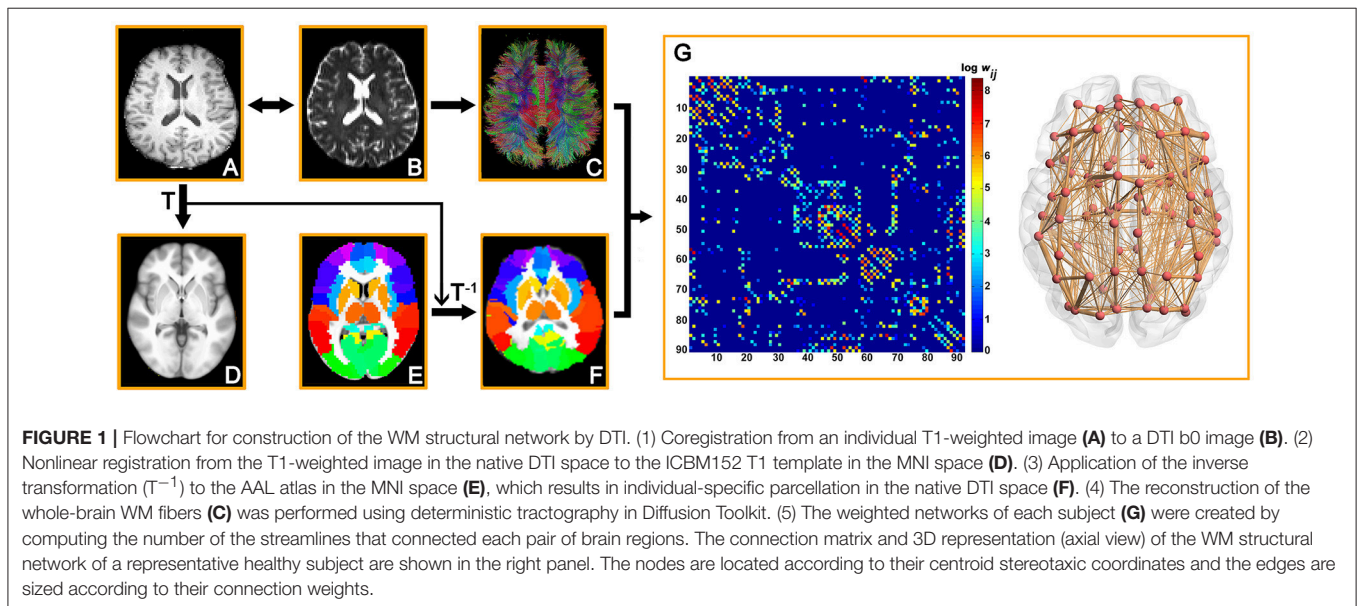 A
B
C
T
D
E
T-1
F
G
log wij
8
7
6
5
4
3
2
1
0
10
20
30
40
50
60
70
80
90
10 20 30 40 50 60 70 80 90
FIGURE 1 | Flowchart for construction of the WM structural network by DTI. (1) Coregistration from an individual T1-weighted image (A) to a DTI b0 image (B). (2)
Nonlinear registration from the T1-weighted image in the native DTI space to the ICBM152 T1 template in the MNI space (D). (3) Application of the inverse
transformation (T−1) to the AAL atlas in the MNI space (E), which results in individual-specific parcellation in the native DTI space (F). (4) The reconstruction of the
whole-brain WM fibers (C) was performed using deterministic tractography in Diffusion Toolkit. (5) The weighted networks of each subject (G) were created by
computing the number of the streamlines that connected each pair of brain regions. The connection matrix and 3D representation (axial view) of the WM structural
network of a representative healthy subject are shown in the right panel. The nodes are located according to their centroid stereotaxic coordinates and the edges are
sized according to their connection weights.